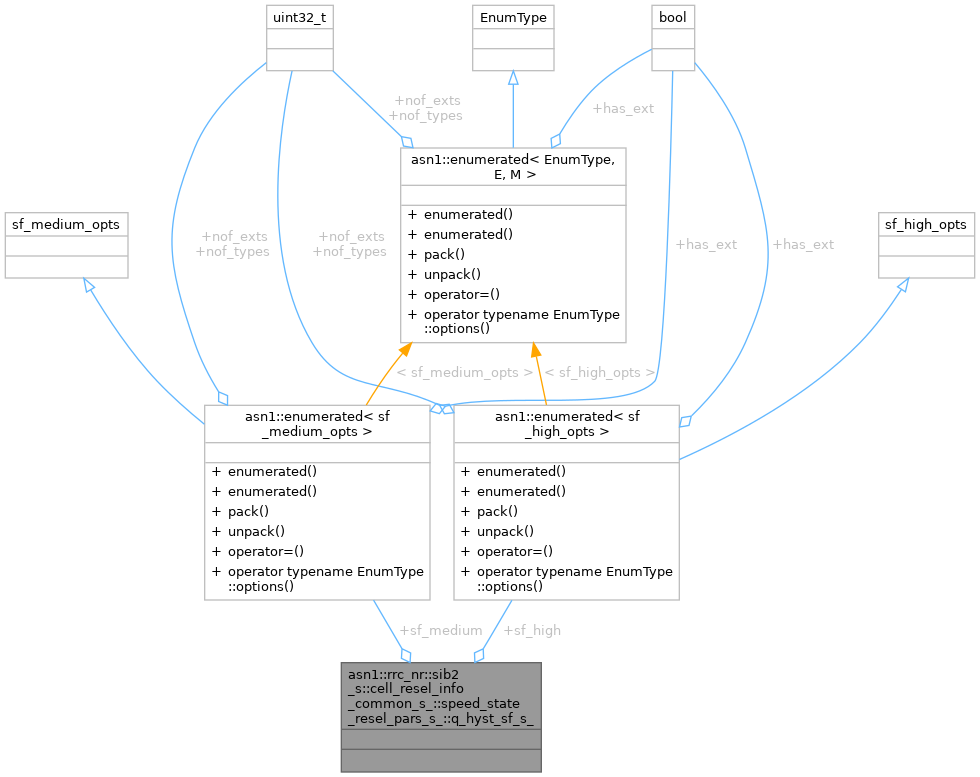 uint32_t
EnumType
bool
+nof_exts
+nof_types
+has_ext
asn1::enumerated< EnumType,
E, M >
+ enumerated()
+ enumerated()
+ pack()
+ unpack()
+ operator=()
+ operator typename EnumType
::options()
sf_medium_opts
sf_high_opts
+nof_exts
+nof_types
+nof_exts
+nof_types
+has_ext
+has_ext
< sf_medium_opts >
< sf_high_opts >
asn1::enumerated< sf
_medium_opts >
+ enumerated()
+ enumerated()
+ pack()
+ unpack()
+ operator=()
+ operator typename EnumType
::options()
asn1::enumerated< sf
_high_opts >
+ enumerated()
+ enumerated()
+ pack()
+ unpack()
+ operator=()
+ operator typename EnumType
::options()
+sf_medium
+sf_high
asn1::rrc_nr::sib2
_s::cell_resel_info
_common_s_::speed_state
_resel_pars_s_::q_hyst_sf_s_